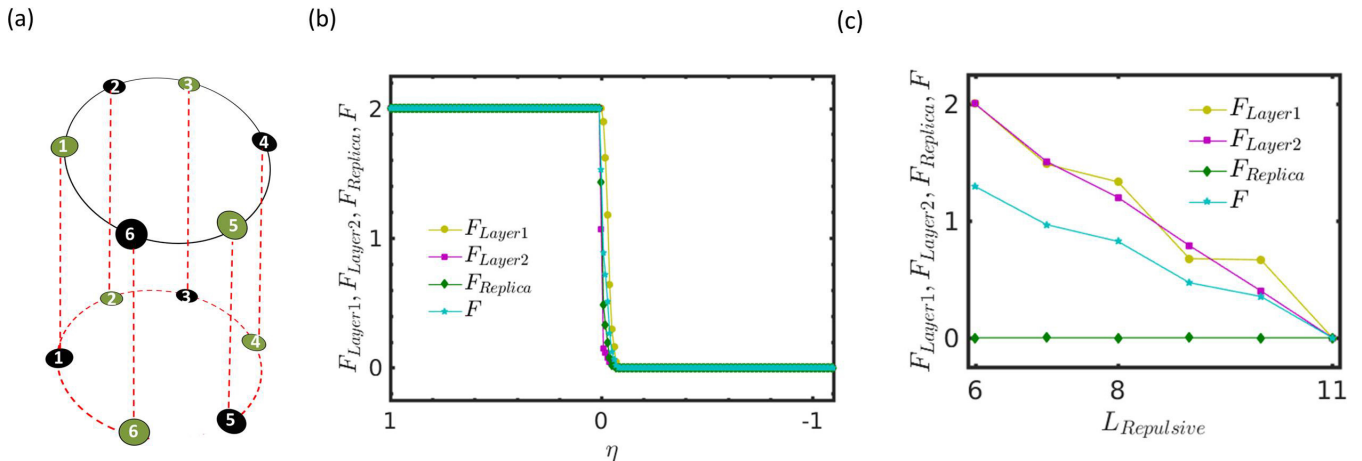 (a)
2
3
1
4
6
5
2
3
4
1
5
6
(b)
F_{Layer1}, F_{Layer2}, F_{Replica}, F
2
1
0
F_{Layer1}
F_{Layer2}
F_{Replica}
F
1
0
-1
η
(c)
F_{Layer1}, F_{Layer2}, F_{Replica}, F
2
1
0
F_{Layer1}
F_{Layer2}
F_{Replica}
F
6
8
11
L_{Repulsive}